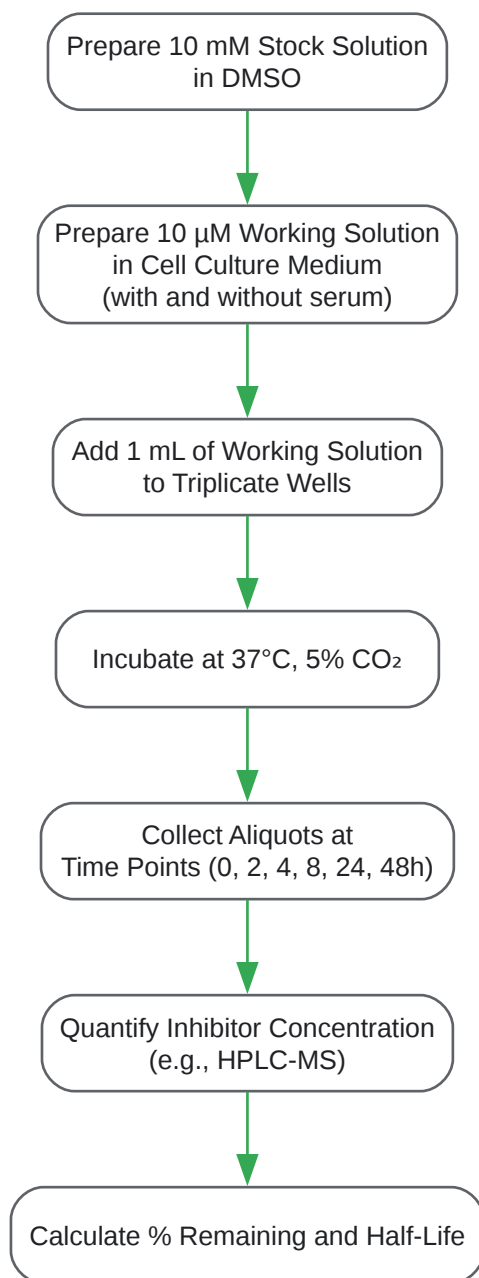 Prepare 10 mM Stock Solution
in DMSO
Prepare 10 µM Working Solution
in Cell Culture Medium
(with and without serum)
Add 1 mL of Working Solution
to Triplicate Wells
Incubate at 37°C, 5% CO₂
Collect Aliquots at
Time Points (0, 2, 4, 8, 24, 48h)
Quantify Inhibitor Concentration
(e.g., HPLC-MS)
Calculate % Remaining and Half-Life